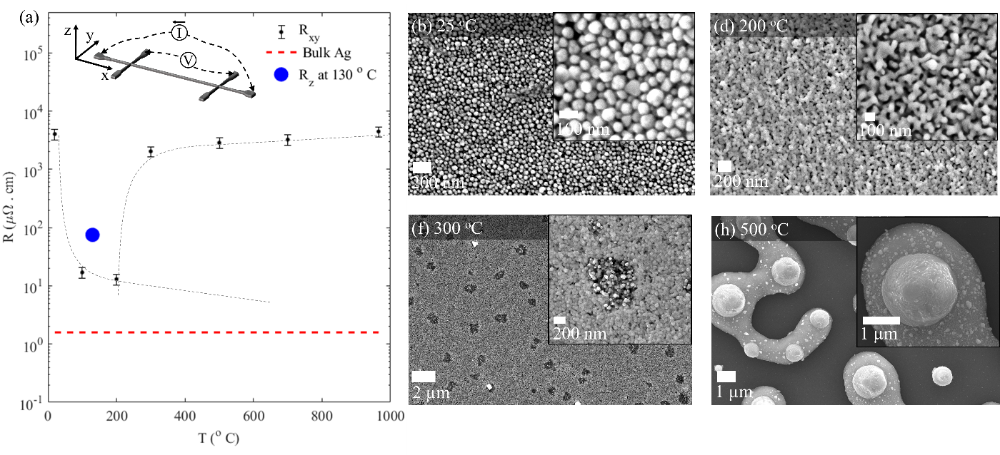 (a)
10^5
10^4
10^3
10^2
10^1
10^0
10^-1
R (μΩ . cm)
0
200
400
600
800
1000
T (° C)
z
y
x
I
V
R_xy
Bulk Ag
R_z at 130 ° C
(b) 25 °C
200 nm
100 nm
(d) 200 °C
200 nm
100 nm
(f) 300 °C
2 μm
200 nm
(h) 500 °C
1 μm
1 μm